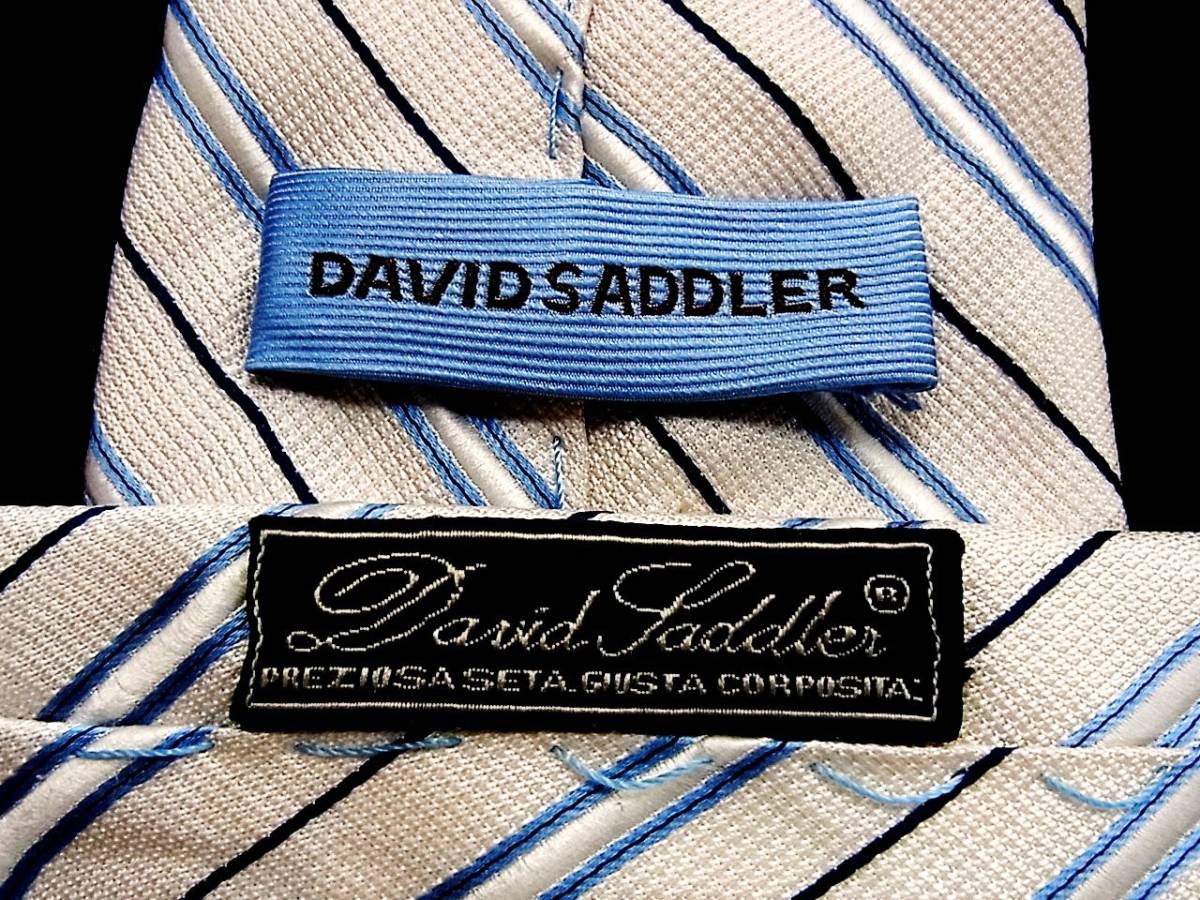 DAVID SADDLER
David Saddler ®
PREZIOSA SETA. GIUSTA CORPOSITA'